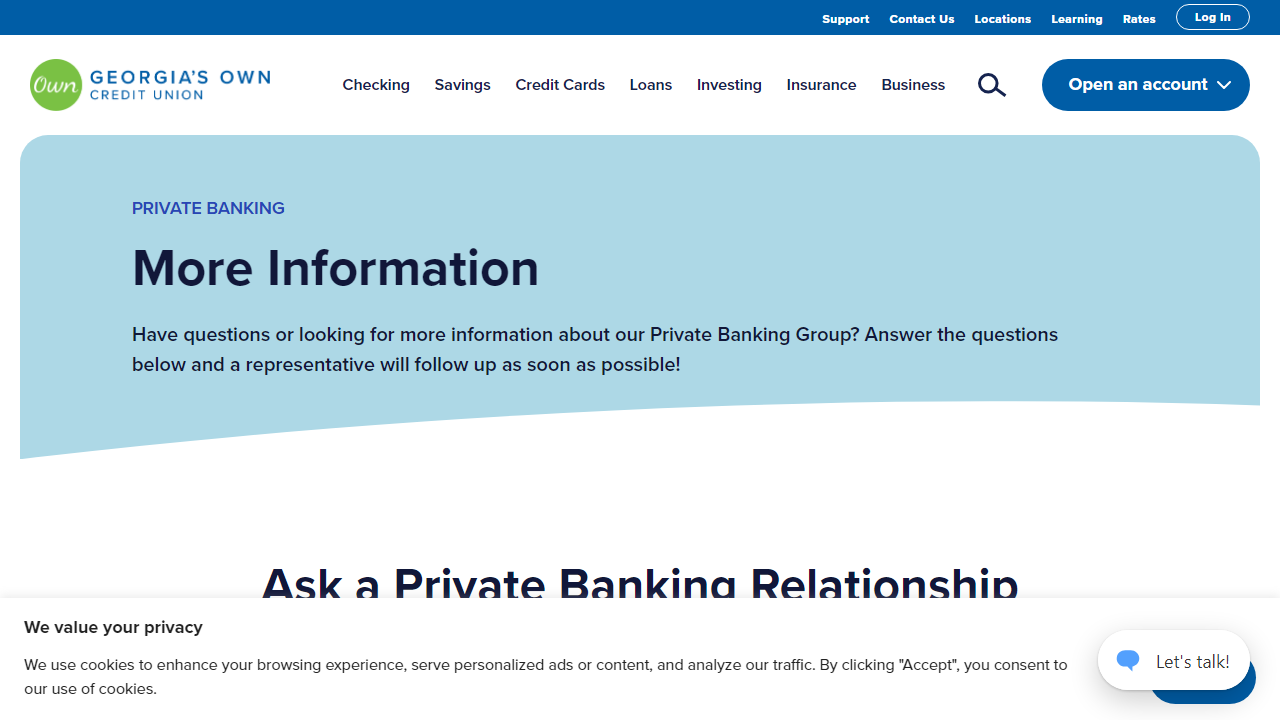 Support Contact Us Locations Learning Rates Log In
Own GEORGIA'S OWN
CREDIT UNION
Checking Savings Credit Cards Loans Investing Insurance Business Open an account
PRIVATE BANKING
More Information
Have questions or looking for more information about our Private Banking Group? Answer the questions
below and a representative will follow up as soon as possible!
Ask a Private Banking Relationship
We value your privacy
We use cookies to enhance your browsing experience, serve personalized ads or content, and analyze our traffic. By clicking "Accept", you consent to
our use of cookies.
Let's talk!